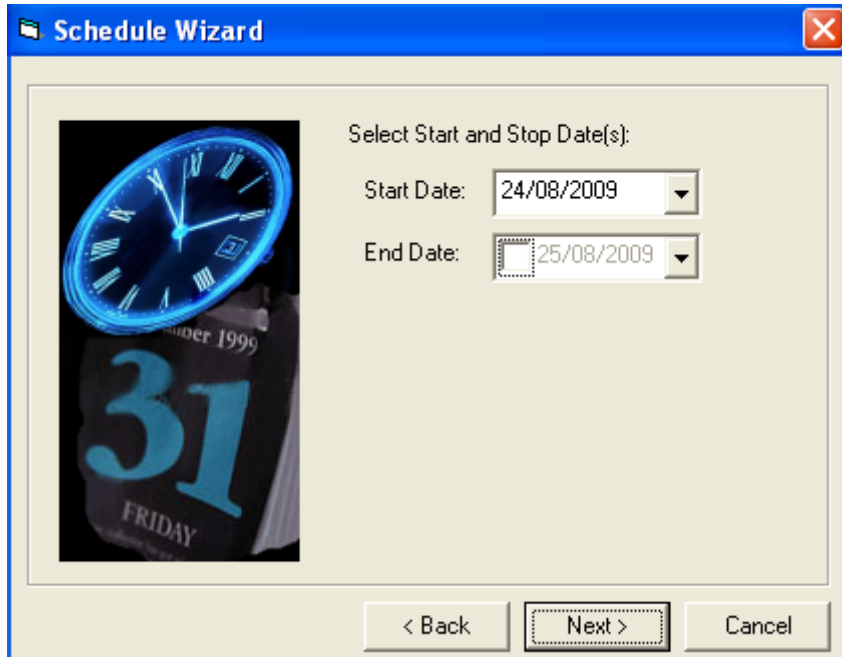 Schedule Wizard
Select Start and Stop Date(s):
Start Date: 24/08/2009
End Date: 25/08/2009
1999
31
FRIDAY
< Back Next > Cancel